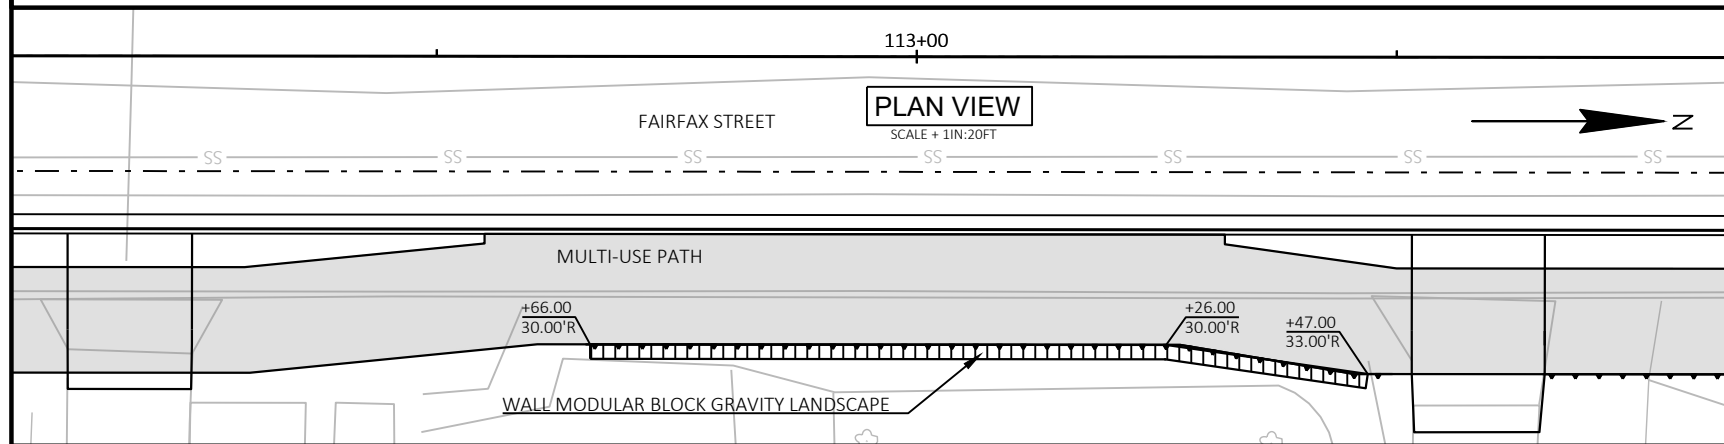 113+00
PLAN VIEW
SCALE + 1IN:20FT
FAIRFAX STREET
N
SS SS SS SS SS SS SS
MULTI-USE PATH
+66.00
30.00'R
+26.00
30.00'R
+47.00
33.00'R
WALL MODULAR BLOCK GRAVITY LANDSCAPE